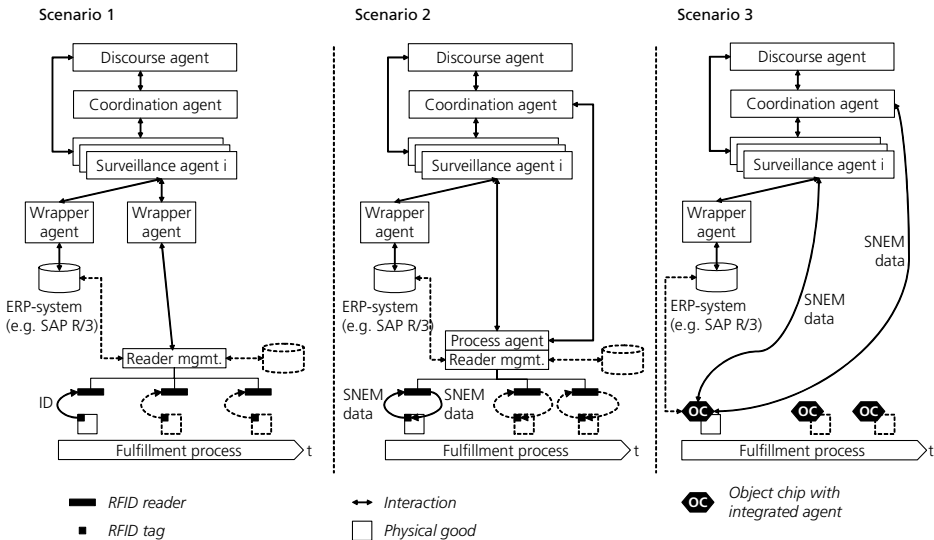 Scenario 1
Discourse agent
Coordination agent
Surveillance agent i
Wrapper
agent
Wrapper
agent
ERP-system
(e.g. SAP R/3)
Reader mgmt.
ID
Fulfillment process
t
Scenario 2
Discourse agent
Coordination agent
Surveillance agent i
Wrapper
agent
ERP-system
(e.g. SAP R/3)
Process agent
Reader mgmt.
SNEM
data
SNEM
data
Fulfillment process
t
Scenario 3
Discourse agent
Coordination agent
Surveillance agent i
Wrapper
agent
SNEM
data
ERP-system
(e.g. SAP R/3)
SNEM
data
OC
OC
OC
Fulfillment process
t
RFID reader
RFID tag
Interaction
Physical good
OC
Object chip with
integrated agent